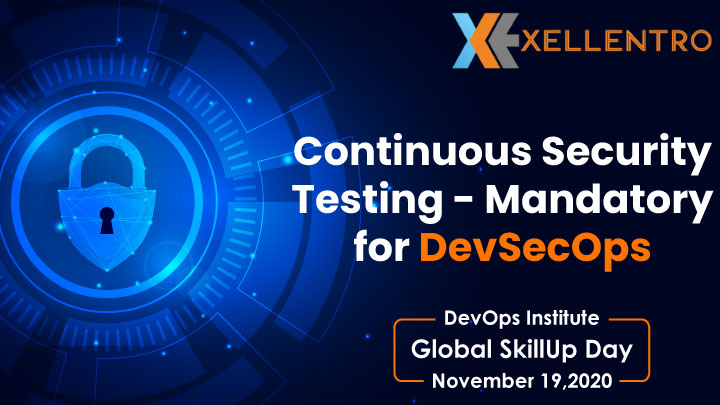 XELLENTRO
Continuous Security
Testing - Mandatory
for DevSecOps
DevOps Institute
Global SkillUp Day
November 19,2020